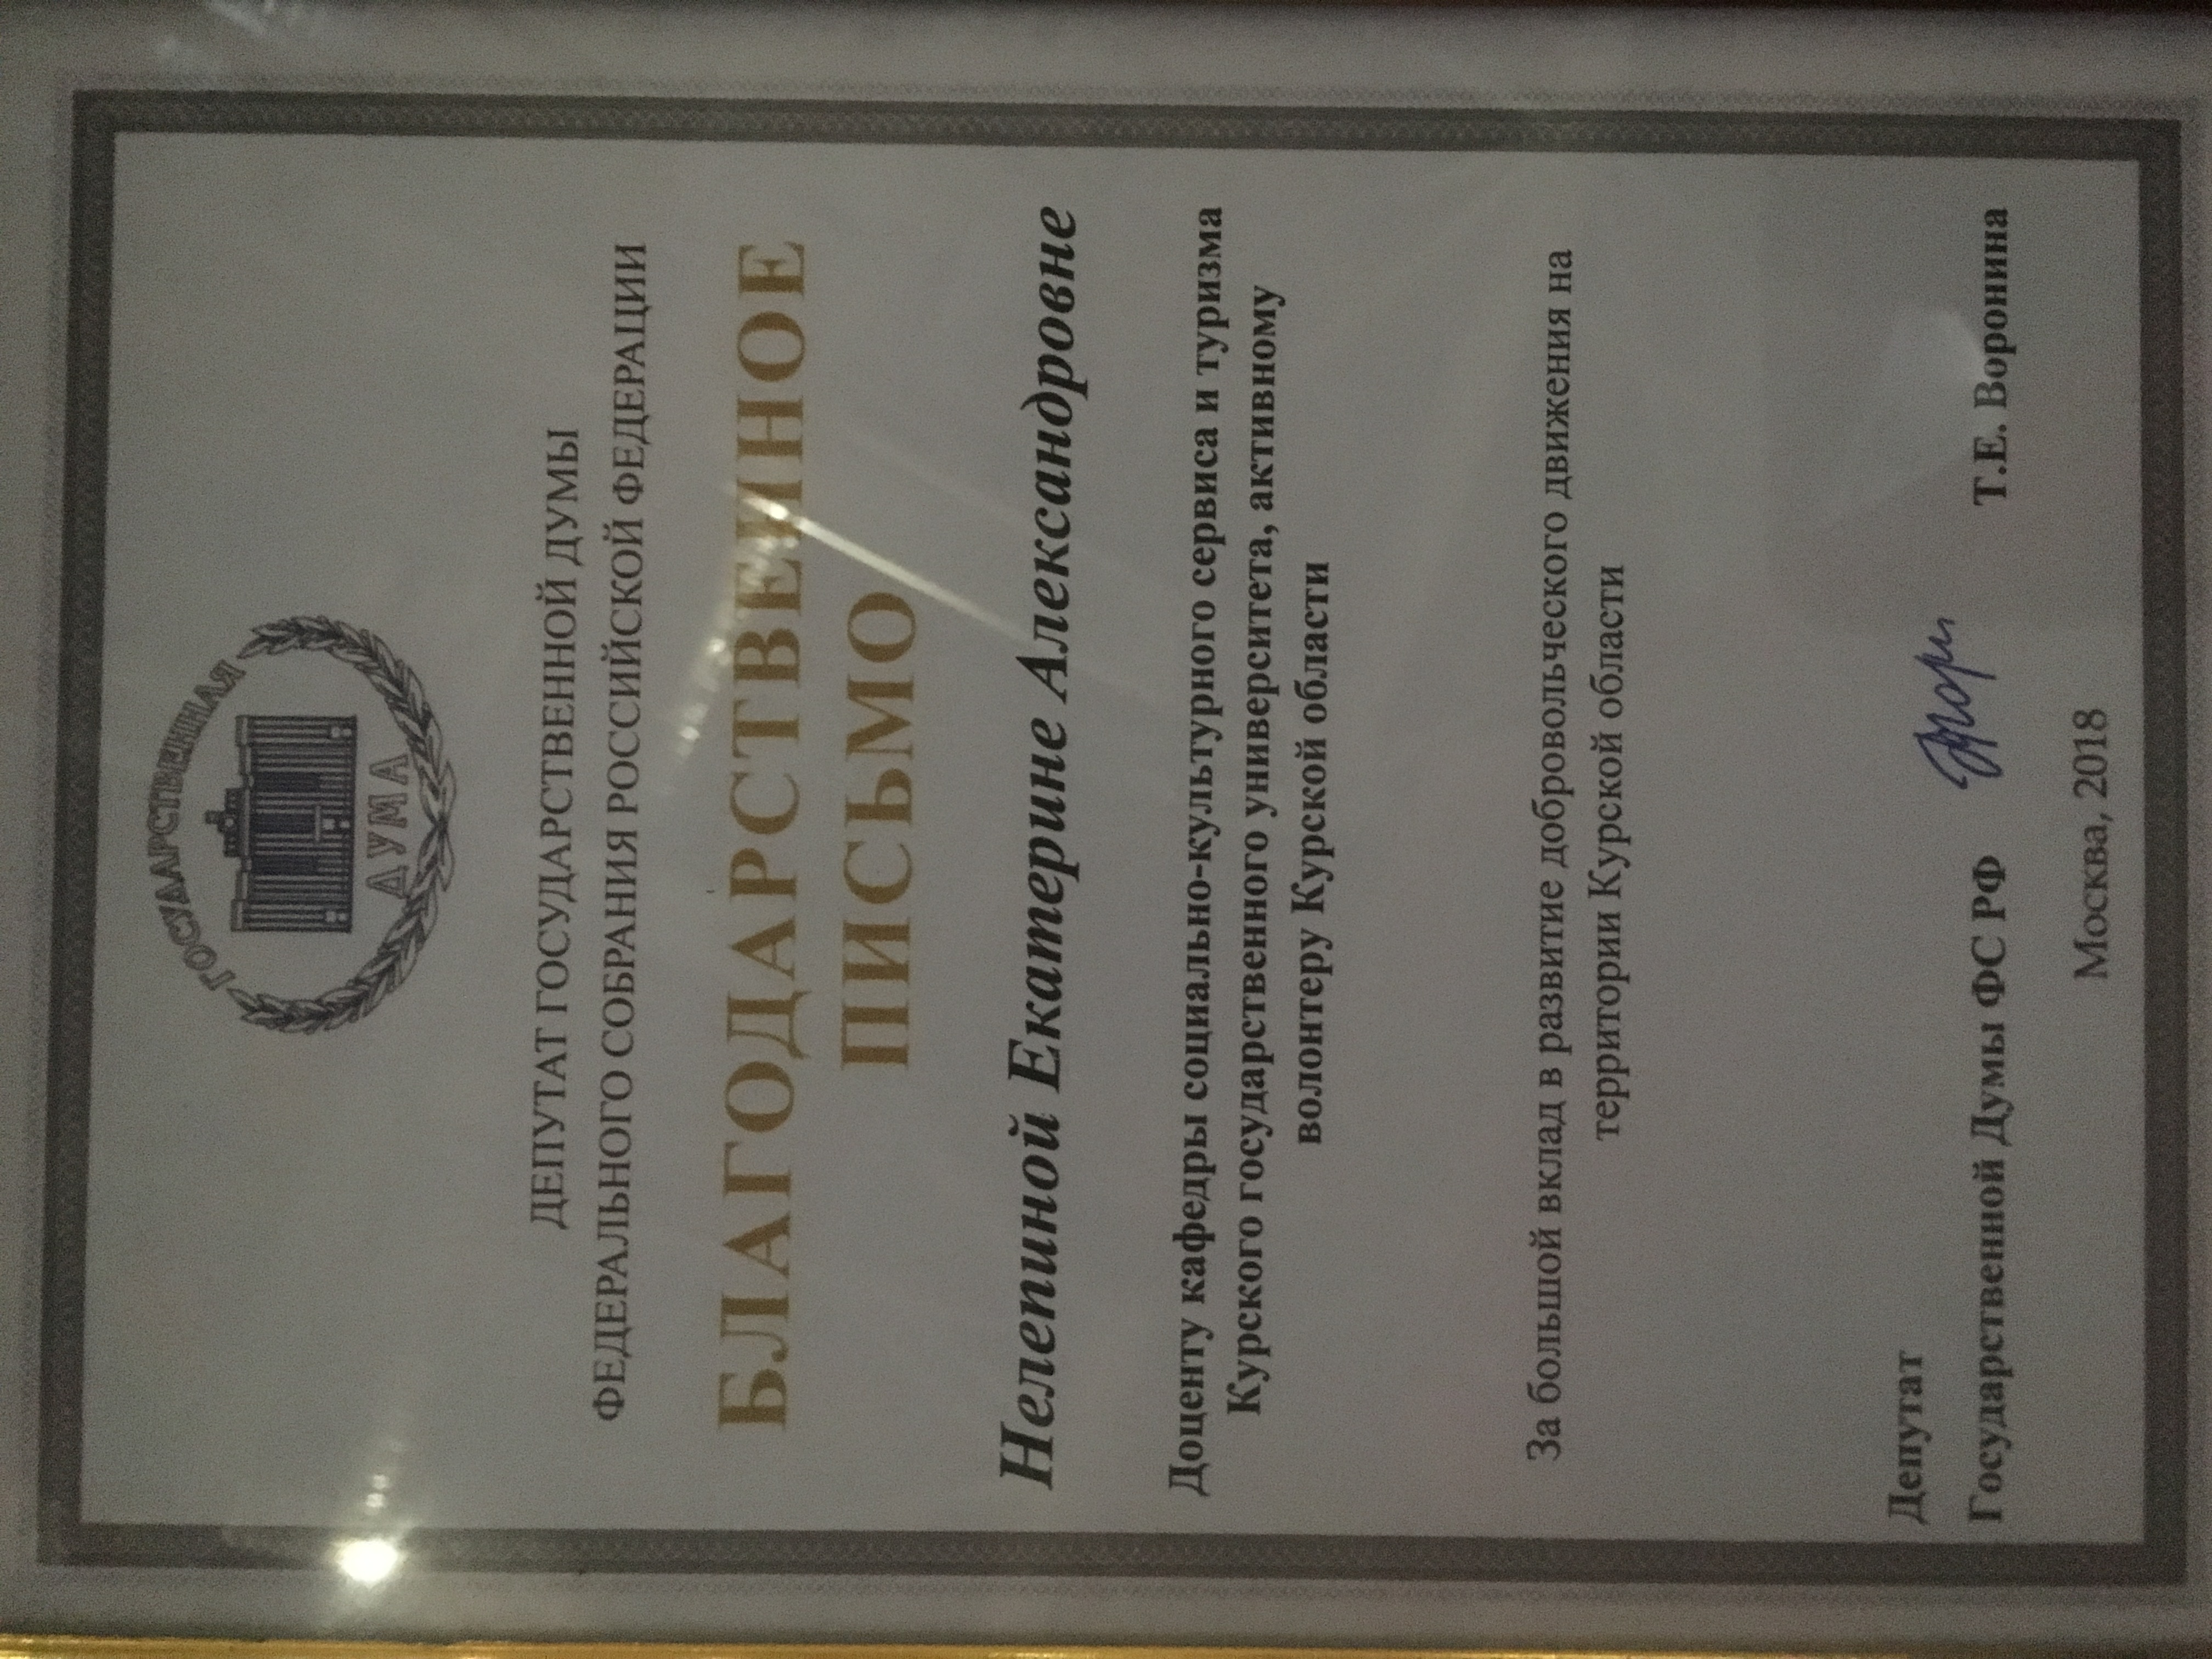 ГОСУДАРСТВЕННАЯ
ДУМА
ДЕПУТАТ ГОСУДАРСТВЕННОЙ ДУМЫ
ФЕДЕРАЛЬНОГО СОБРАНИЯ РОССИЙСКОЙ ФЕДЕРАЦИИ
БЛАГОДАРСТВЕННОЕ
ПИСЬМО
Нелепиной Екатерине Александровне
Доценту кафедры социально-культурного сервиса и туризма
Курского государственного университета, активному
волонтеру Курской области
За большой вклад в развитие добровольческого движения на
территории Курской области
Депутат
Государственной Думы ФС РФ Т.Е. Воронина
Москва, 2018